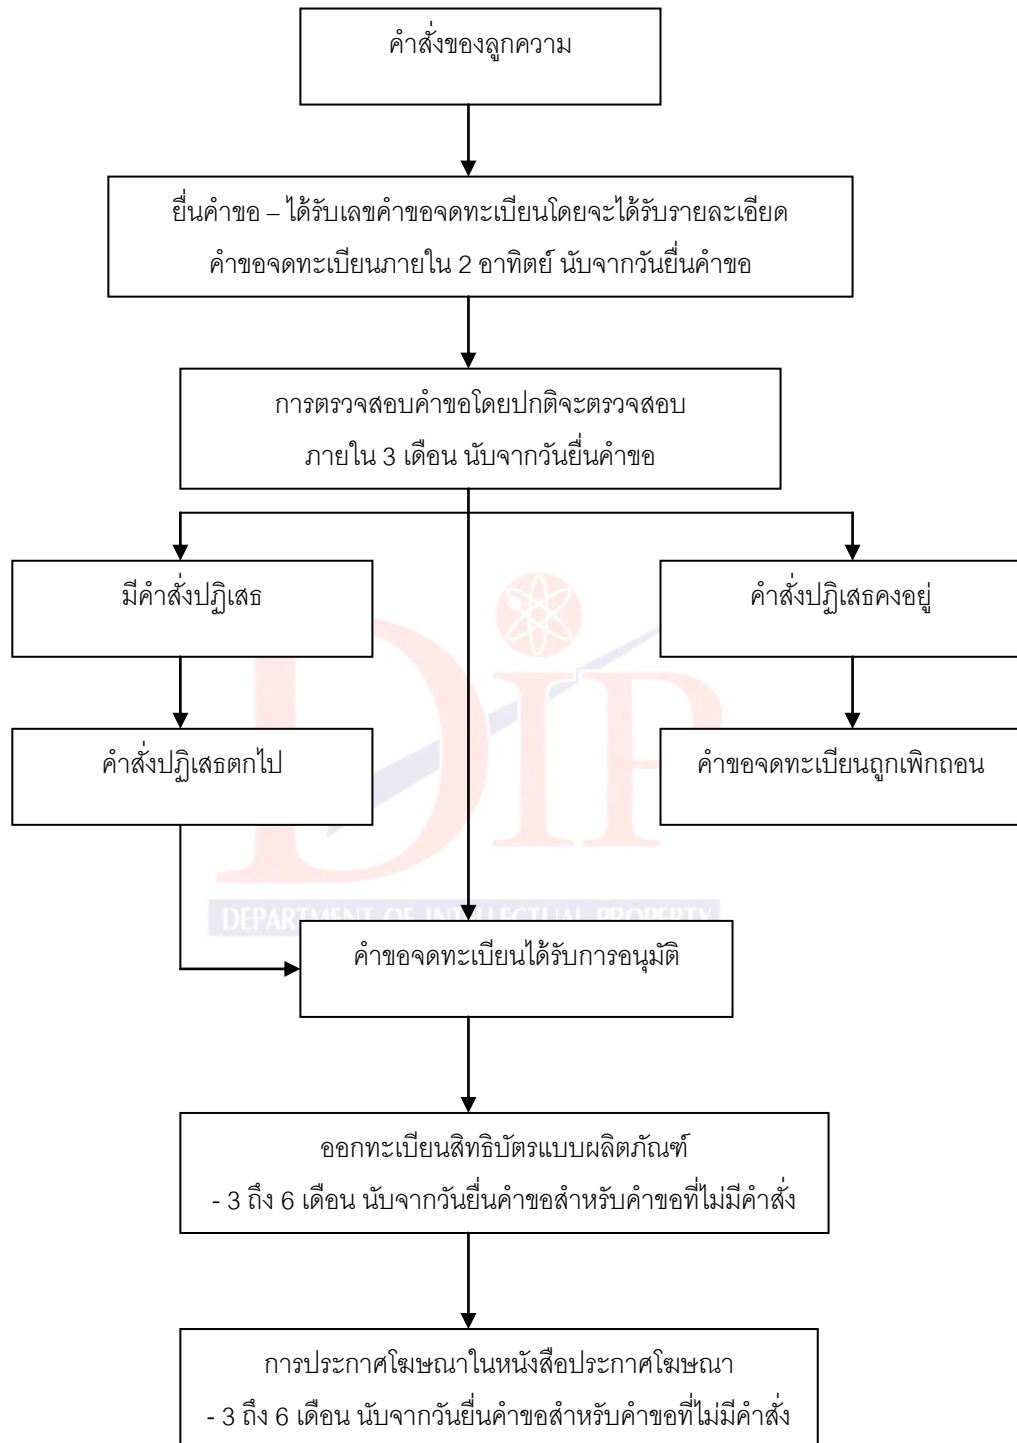 คำสั่งของลูกความ
ยื่นคำขอ – ได้รับเลขคำขอจดทะเบียนโดยจะได้รับรายละเอียด
คำขอจดทะเบียนภายใน 2 อาทิตย์ นับจากวันยื่นคำขอ
การตรวจสอบคำขอโดยปกติจะตรวจสอบ
ภายใน 3 เดือน นับจากวันยื่นคำขอ
มีคำสั่งปฏิเสธ
คำสั่งปฏิเสธคงอยู่
คำสั่งปฏิเสธตกไป
คำขอจดทะเบียนถูกเพิกถอน
DIP
DEPARTMENT OF INTELLECTUAL PROPERTY
คำขอจดทะเบียนได้รับการอนุมัติ
ออกทะเบียนสิทธิบัตรแบบผลิตภัณฑ์
- 3 ถึง 6 เดือน นับจากวันยื่นคำขอสำหรับคำขอที่ไม่มีคำสั่ง
การประกาศโฆษณาในหนังสือประกาศโฆษณา
- 3 ถึง 6 เดือน นับจากวันยื่นคำขอสำหรับคำขอที่ไม่มีคำสั่ง